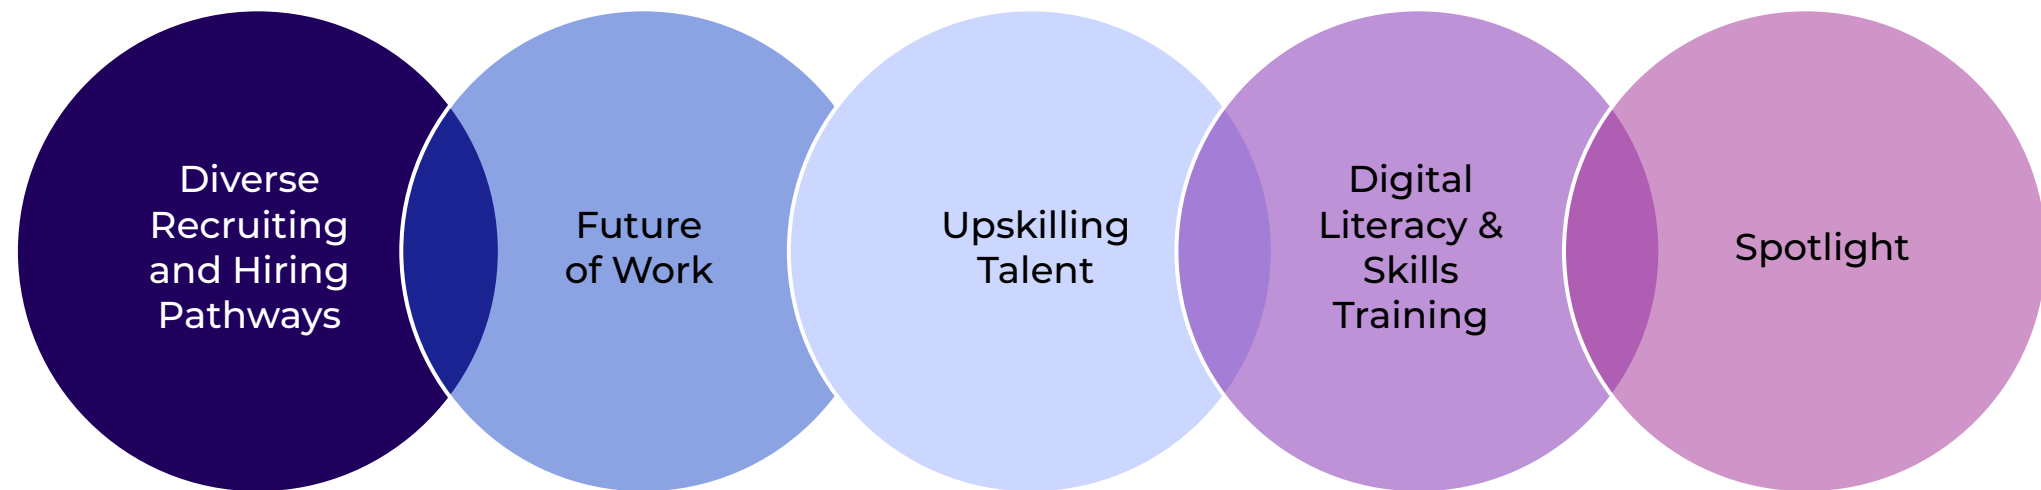 Diverse
Recruiting
and Hiring
Pathways
Future
of Work
Upskilling
Talent
Digital
Literacy &
Skills
Training
Spotlight